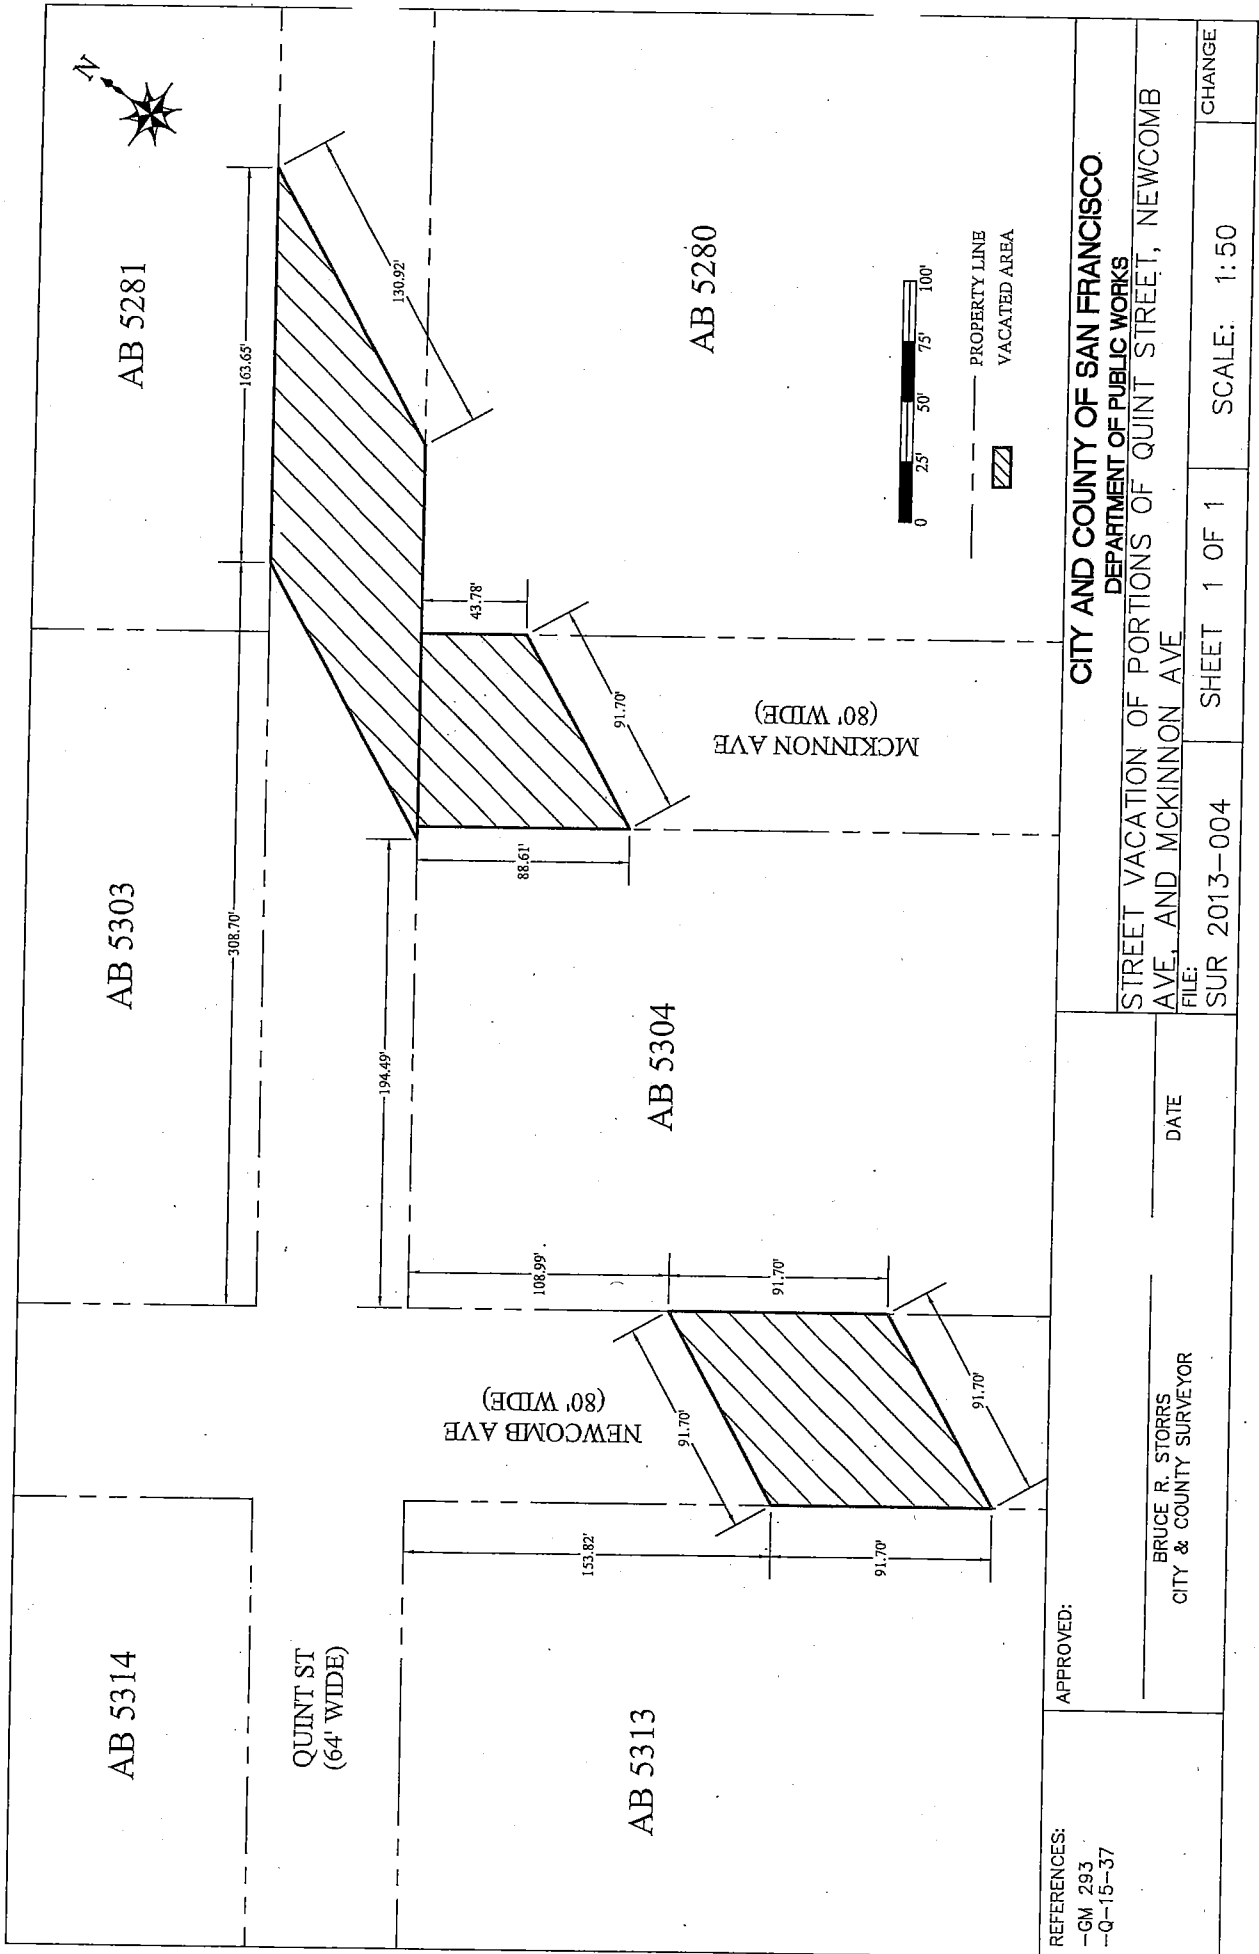 N
AB 5314
AB 5303
AB 5281
308.70'
163.65'
130.92'
QUINT ST
(64' WIDE)
194.49'
NEWCOMB AVE
(80' WIDE)
108.99'
91.70'
88.61'
43.78'
91.70'
MCKINNON AVE
(80' WIDE)
153.82'
91.70'
91.70'
91.70'
AB 5313
AB 5304
AB 5280
0 25' 50' 75' 100'
PROPERTY LINE
VACATED AREA
REFERENCES:
-GM 293
-Q-15-37
APPROVED:
BRUCE R. STORRS
CITY & COUNTY SURVEYOR
DATE
CITY AND COUNTY OF SAN FRANCISCO
DEPARTMENT OF PUBLIC WORKS
STREET VACATION OF PORTIONS OF QUINT STREET, NEWCOMB
AVE, AND MCKINNON AVE
FILE:
SUR 2013-004
SHEET 1 OF 1
SCALE: 1:50
CHANGE